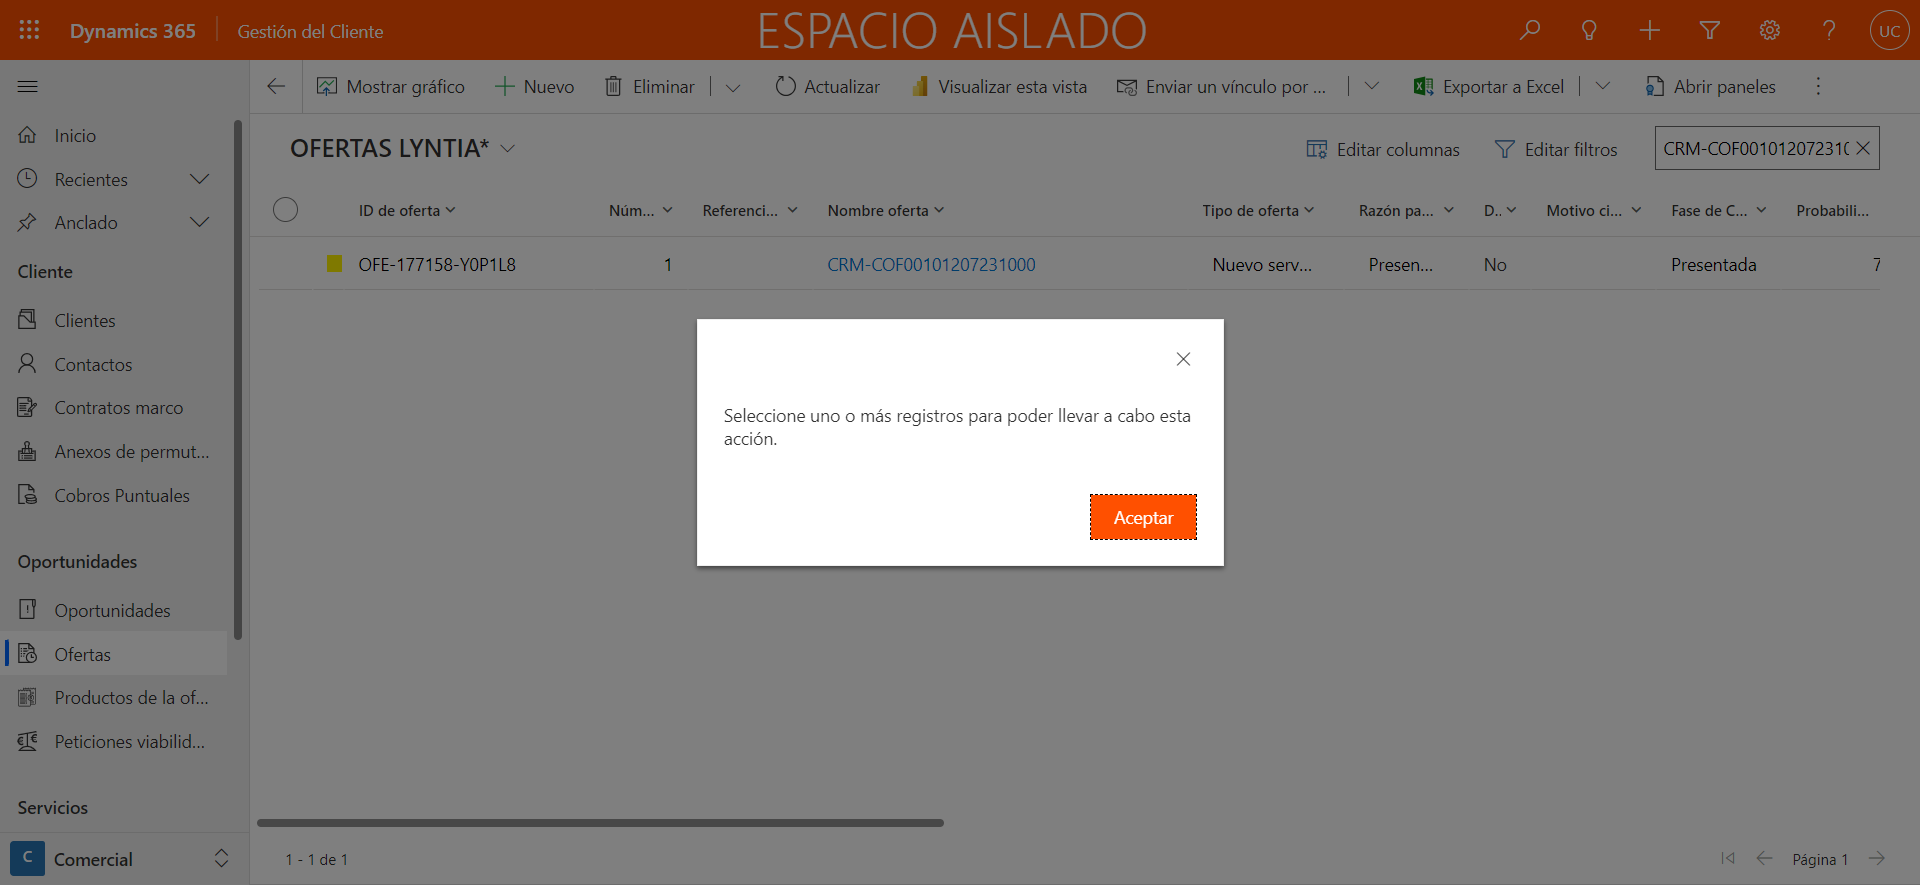 Dynamics 365
Gestión del Cliente
ESPACIO AISLADO
UC
Mostrar gráfico
Nuevo
Eliminar
Actualizar
Visualizar esta vista
Enviar un vínculo por ...
Exportar a Excel
Abrir paneles
Inicio
Recientes
Anclado
Cliente
Clientes
Contactos
Contratos marco
Anexos de permut...
Cobros Puntuales
Oportunidades
Oportunidades
Ofertas
Productos de la of...
Peticiones viabilid...
Servicios
C
Comercial
OFERTAS LYNTIA*
Editar columnas
Editar filtros
CRM-COF001012072310
ID de oferta
Núm...
Referenci...
Nombre oferta
Tipo de oferta
Razón pa...
D..
Motivo ci...
Fase de C...
Probabili...
OFE-177158-Y0P1L8
1
CRM-COF00101207231000
Nuevo serv...
Presen...
No
Presentada
7
Seleccione uno o más registros para poder llevar a cabo esta
acción.
Aceptar
1 - 1 de 1
Página 1